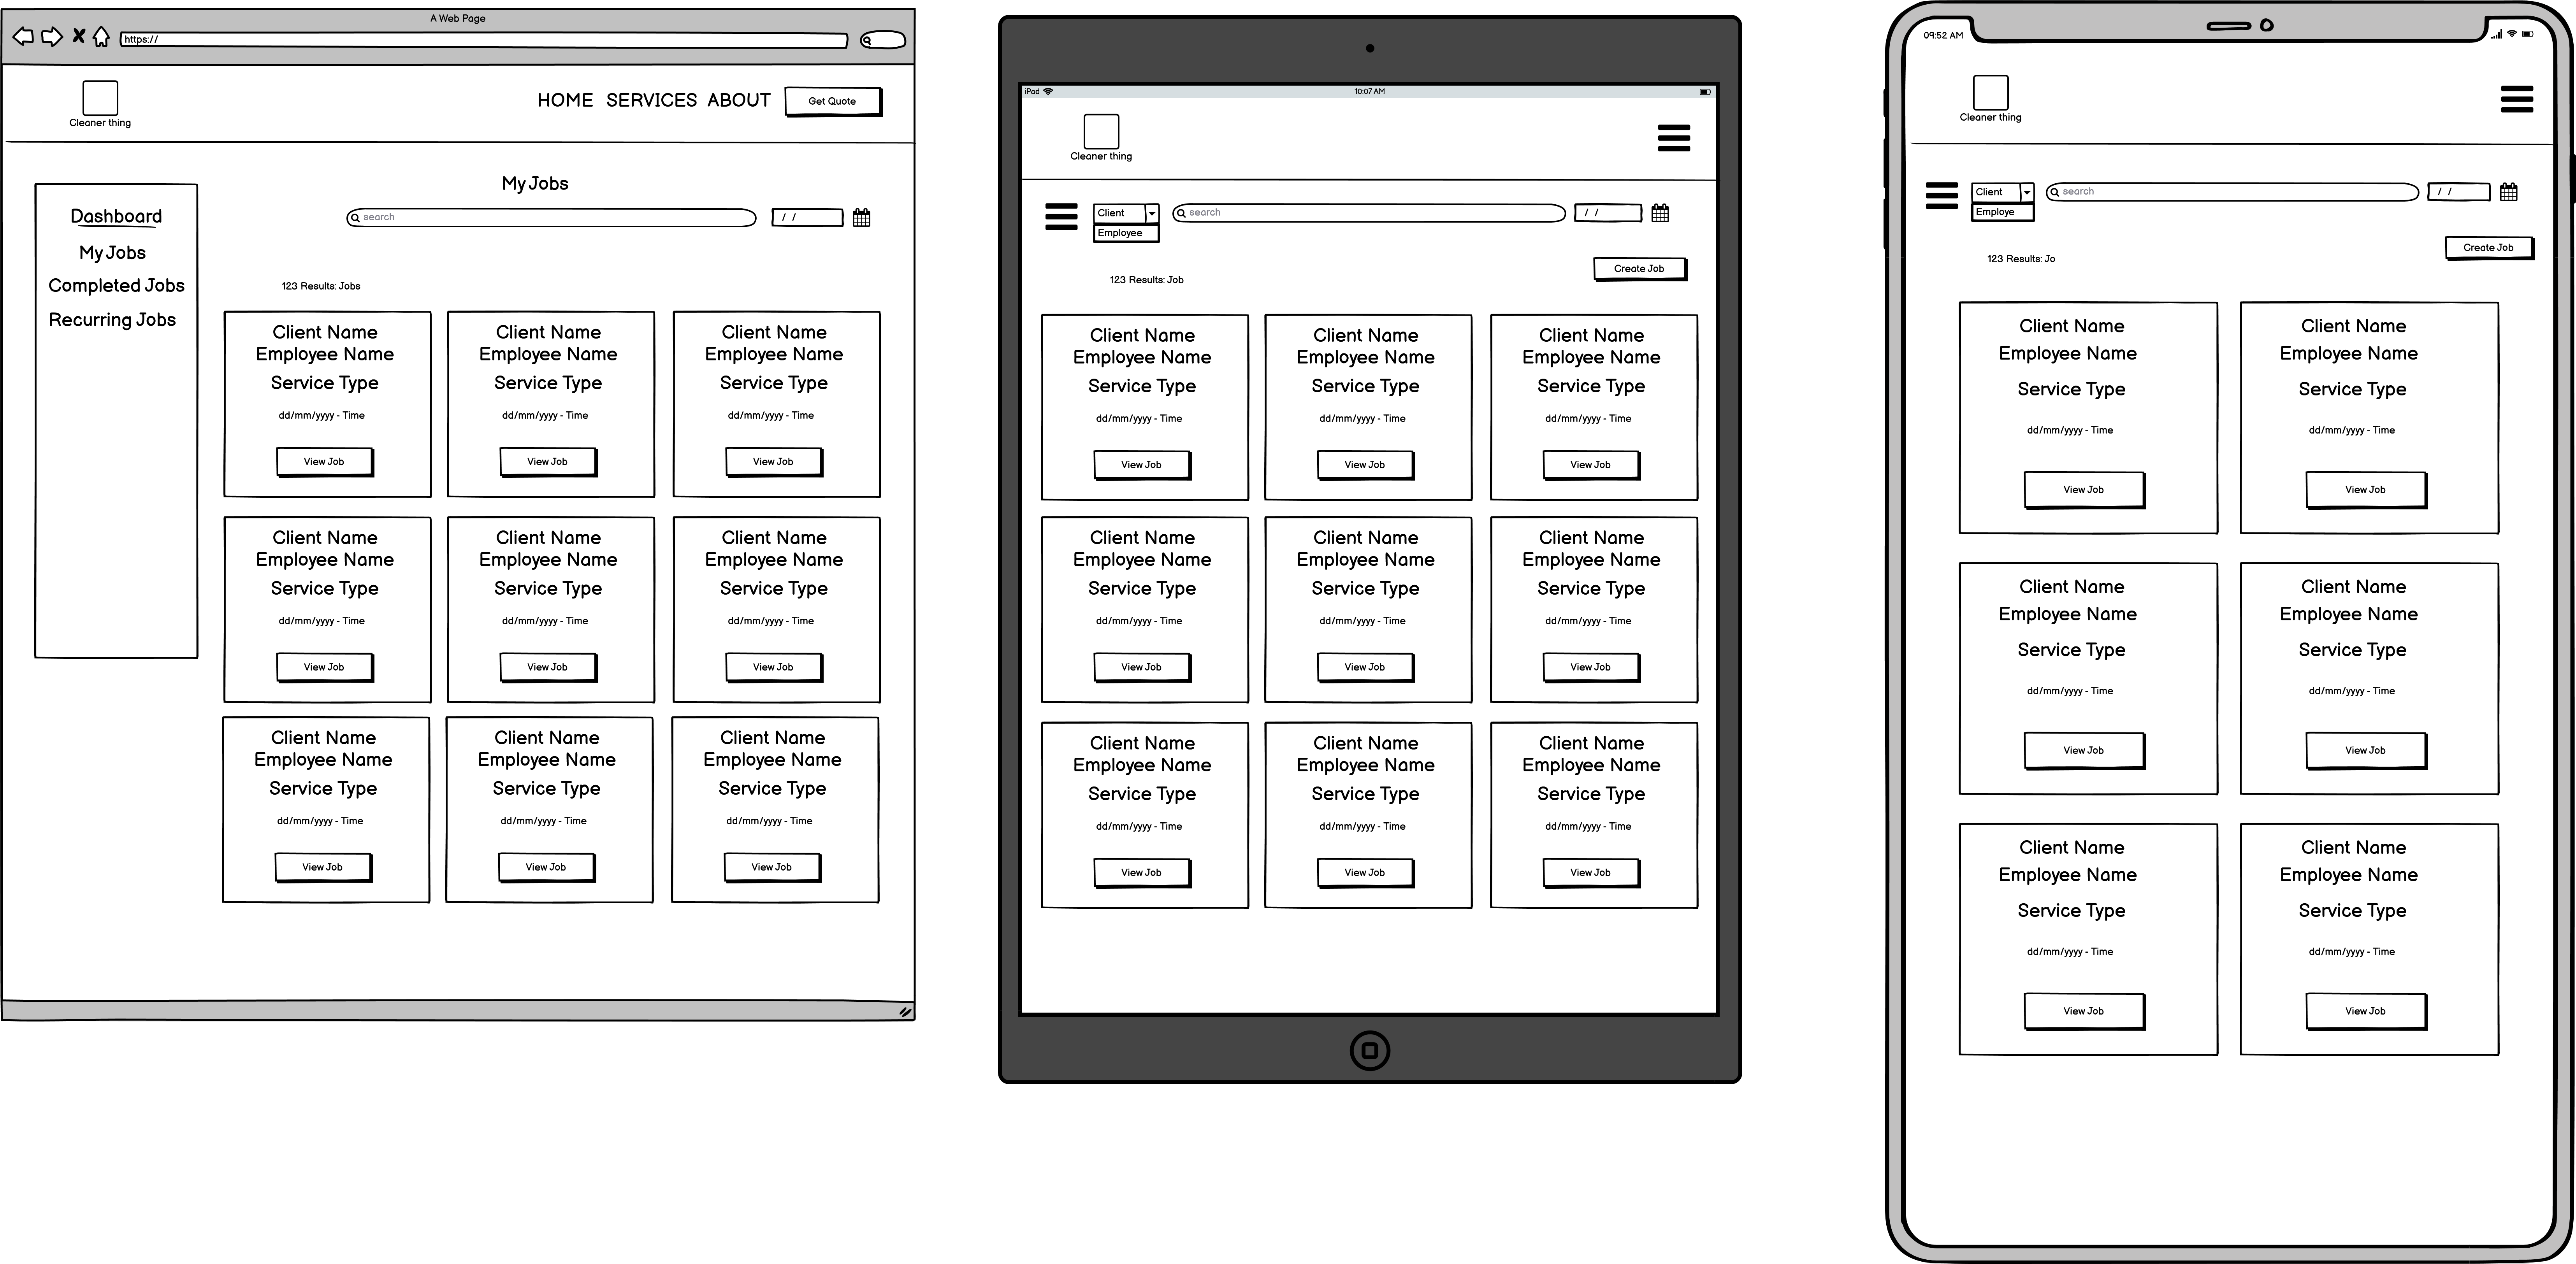 A Web Page
https://
Cleaner thing
HOME SERVICES ABOUT Get Quote
Dashboard
My Jobs
Completed Jobs
Recurring Jobs
My Jobs
search / /
123 Results: Jobs
Client Name Client Name Client Name
Employee Name Employee Name Employee Name
Service Type Service Type Service Type
dd/mm/yyyy - Time dd/mm/yyyy - Time dd/mm/yyyy - Time
View Job View Job View Job
Client Name Client Name Client Name
Employee Name Employee Name Employee Name
Service Type Service Type Service Type
dd/mm/yyyy - Time dd/mm/yyyy - Time dd/mm/yyyy - Time
View Job View Job View Job
Client Name Client Name Client Name
Employee Name Employee Name Employee Name
Service Type Service Type Service Type
dd/mm/yyyy - Time dd/mm/yyyy - Time dd/mm/yyyy - Time
View Job View Job View Job
iPad 10:07 AM
Cleaner thing
Client search / /
Employee
Create Job
123 Results: Job
Client Name Client Name Client Name
Employee Name Employee Name Employee Name
Service Type Service Type Service Type
dd/mm/yyyy - Time dd/mm/yyyy - Time dd/mm/yyyy - Time
View Job View Job View Job
Client Name Client Name Client Name
Employee Name Employee Name Employee Name
Service Type Service Type Service Type
dd/mm/yyyy - Time dd/mm/yyyy - Time dd/mm/yyyy - Time
View Job View Job View Job
Client Name Client Name Client Name
Employee Name Employee Name Employee Name
Service Type Service Type Service Type
dd/mm/yyyy - Time dd/mm/yyyy - Time dd/mm/yyyy - Time
View Job View Job View Job
09:52 AM
Cleaner thing
Client search / /
Employe
Create Job
123 Results: Jo
Client Name Client Name
Employee Name Employee Name
Service Type Service Type
dd/mm/yyyy - Time dd/mm/yyyy - Time
View Job View Job
Client Name Client Name
Employee Name Employee Name
Service Type Service Type
dd/mm/yyyy - Time dd/mm/yyyy - Time
View Job View Job
Client Name Client Name
Employee Name Employee Name
Service Type Service Type
dd/mm/yyyy - Time dd/mm/yyyy - Time
View Job View Job